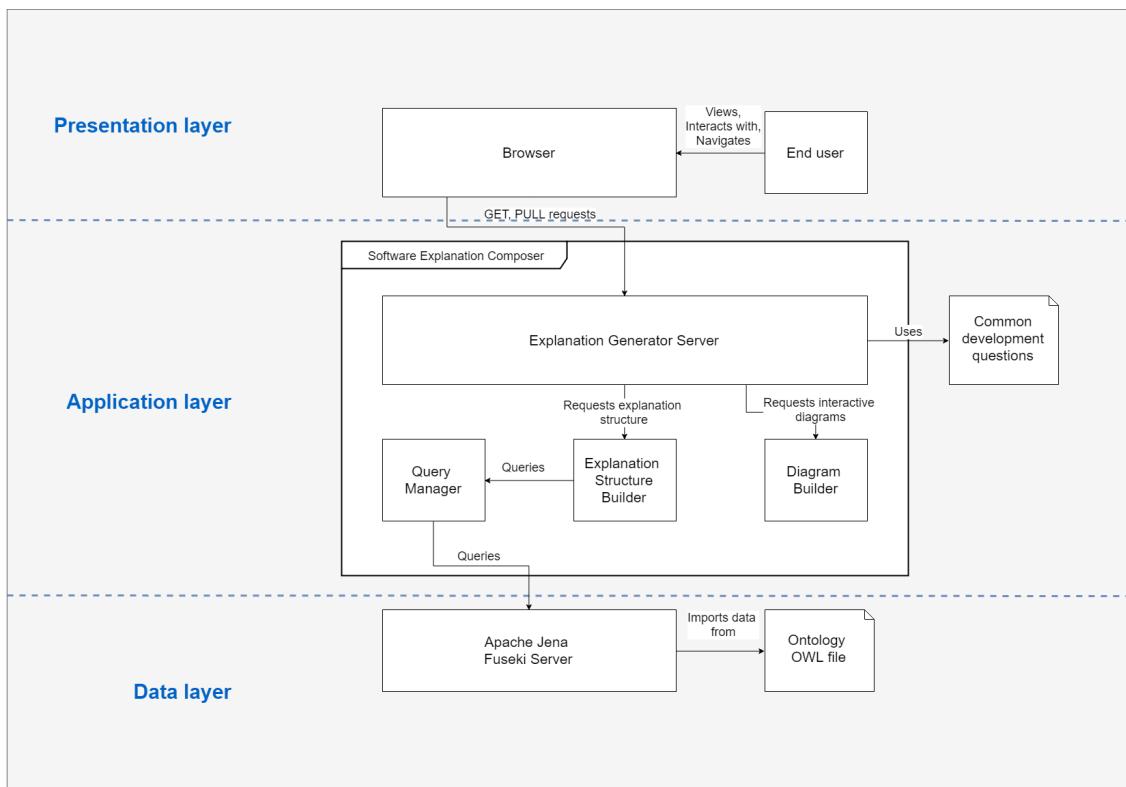 Presentation layer
Browser
Views,
Interacts with,
Navigates
End user
GET, PULL requests
Software Explanation Composer
Explanation Generator Server
Uses
Common
development
questions
Application layer
Requests explanation
structure
Requests interactive
diagrams
Query
Manager
Queries
Explanation
Structure
Builder
Diagram
Builder
Queries
Apache Jena
Fuseki Server
Imports data
from
Ontology
OWL file
Data layer